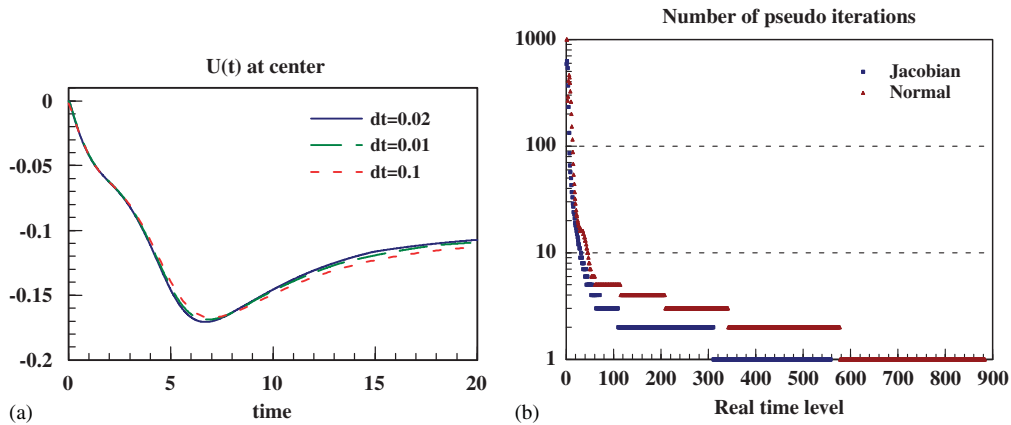 U(t) at center
0
-0.05
-0.1
-0.15
-0.2
dt=0.02
dt=0.01
dt=0.1
0 5 10 15 20
time
(a)
Number of pseudo iterations
1000
100
10
1
Jacobian
Normal
0 100 200 300 400 500 600 700 800 900
Real time level
(b)